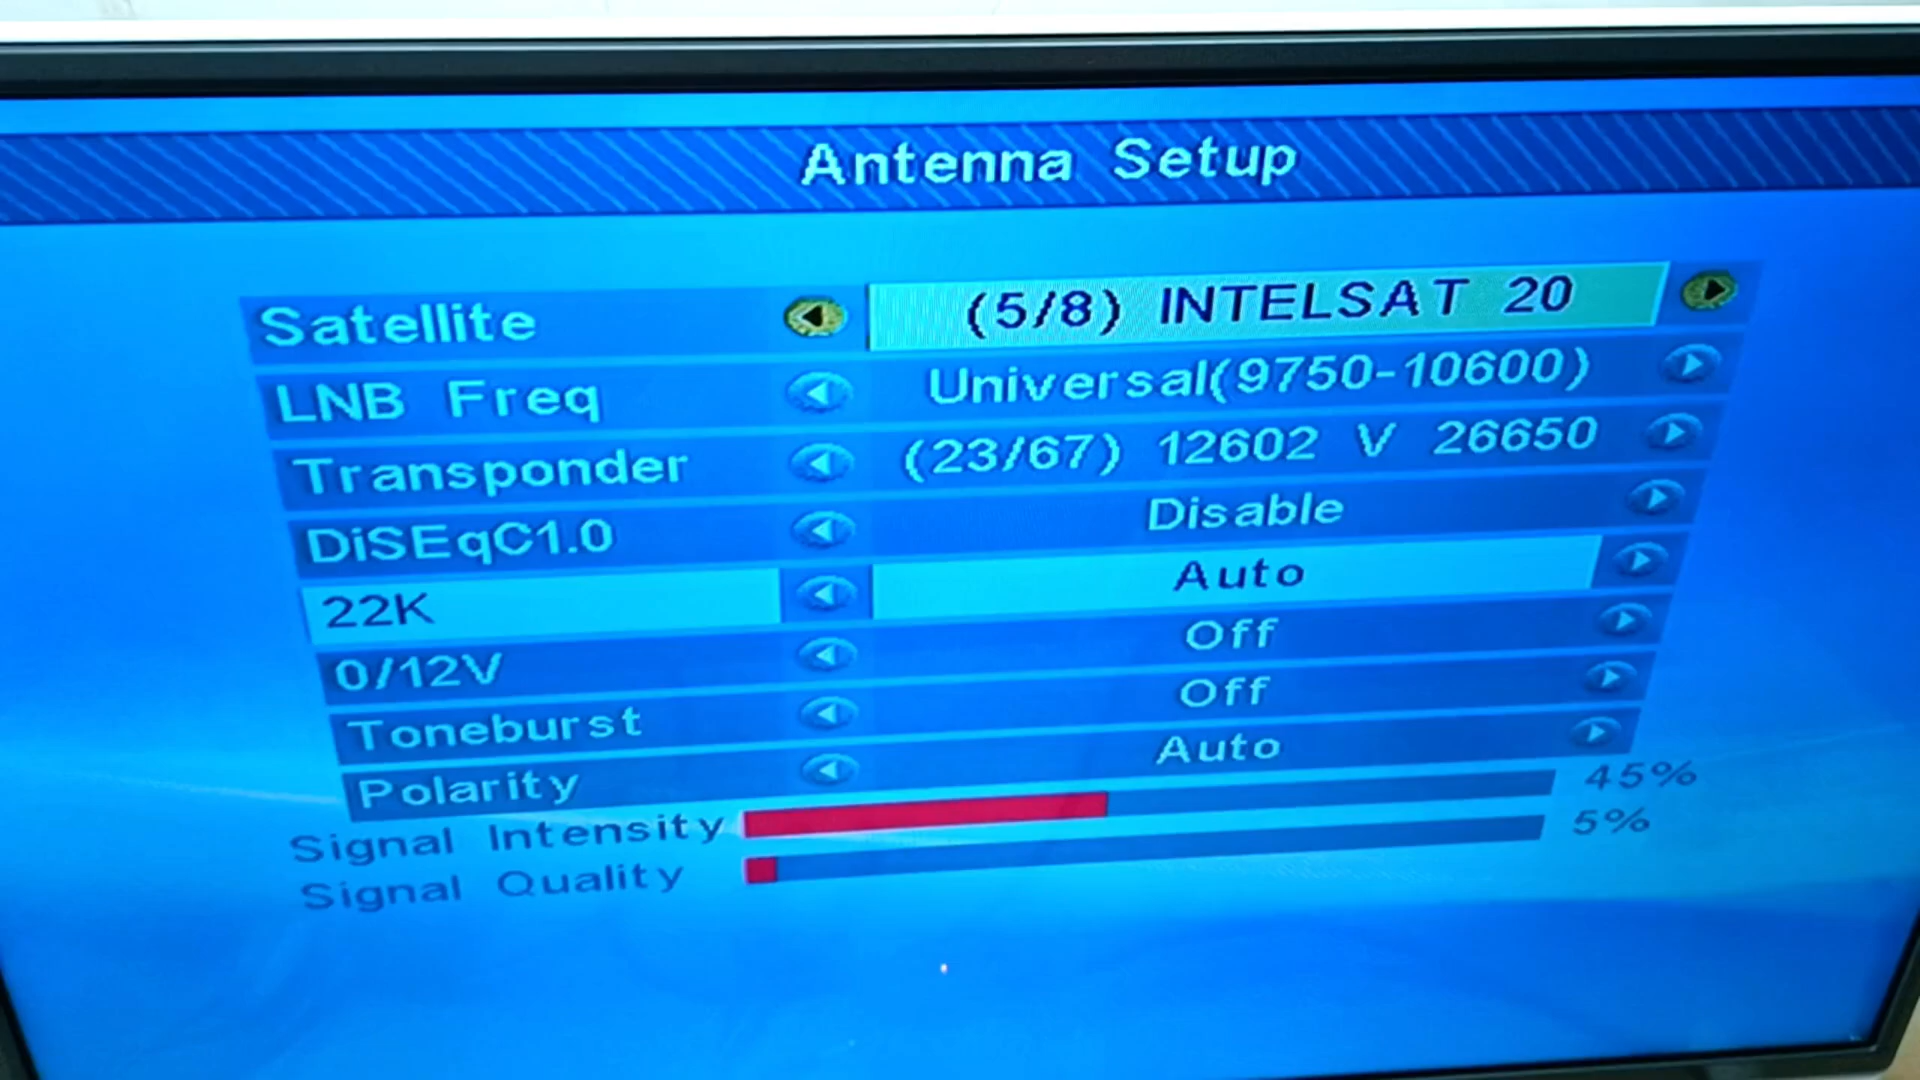 Antenna Setup
Satellite (5/8) INTELSAT 20
LNB Freq Universal(9750-10600)
Transponder (23/67) 12602 V 26650
DiSEqC1.0 Disable
22K Auto
0/12V Off
Toneburst Off
Polarity Auto
Signal Intensity 45%
Signal Quality 5%